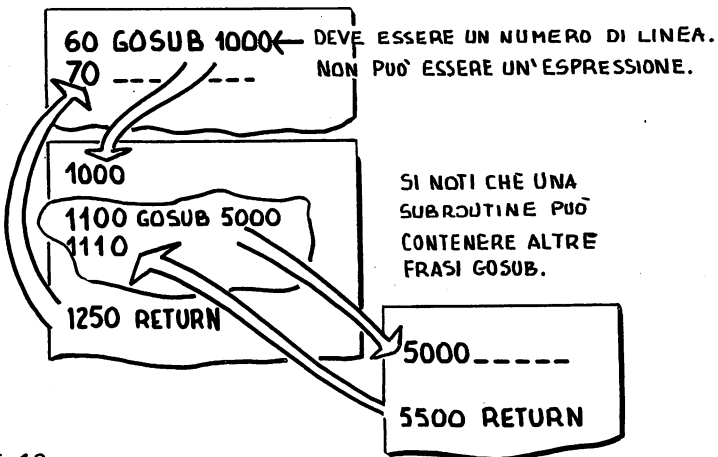 60 GOSUB 1000 ← DEVE ESSERE UN NUMERO DI LINEA.
70 _ _ _ _ _ NON PUÒ ESSERE UN'ESPRESSIONE.
1000
1100 GOSUB 5000
1110
1250 RETURN
SI NOTI CHE UNA
SUBROUTINE PUÒ
CONTENERE ALTRE
FRASI GOSUB.
5000_ _ _ _ _
5500 RETURN